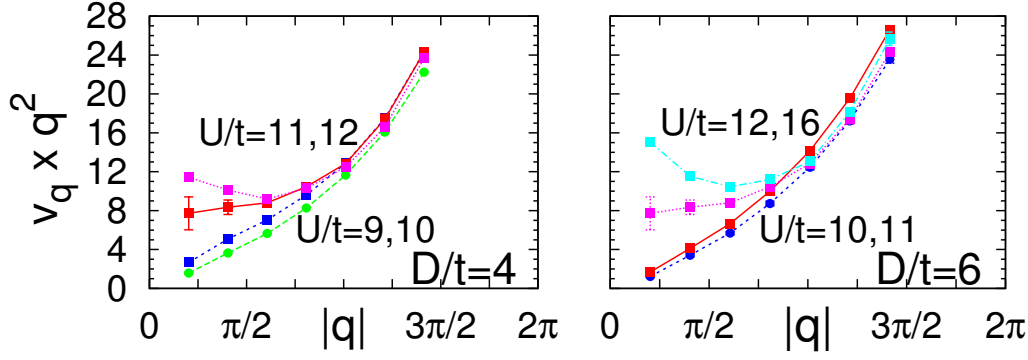 v_q x q^2
28
24
20
16
12
8
4
0
U/t=11,12
U/t=9,10
D/t=4
0 π/2 |q| 3π/2 2π
U/t=12,16
U/t=10,11
D/t=6
0 π/2 |q| 3π/2 2π